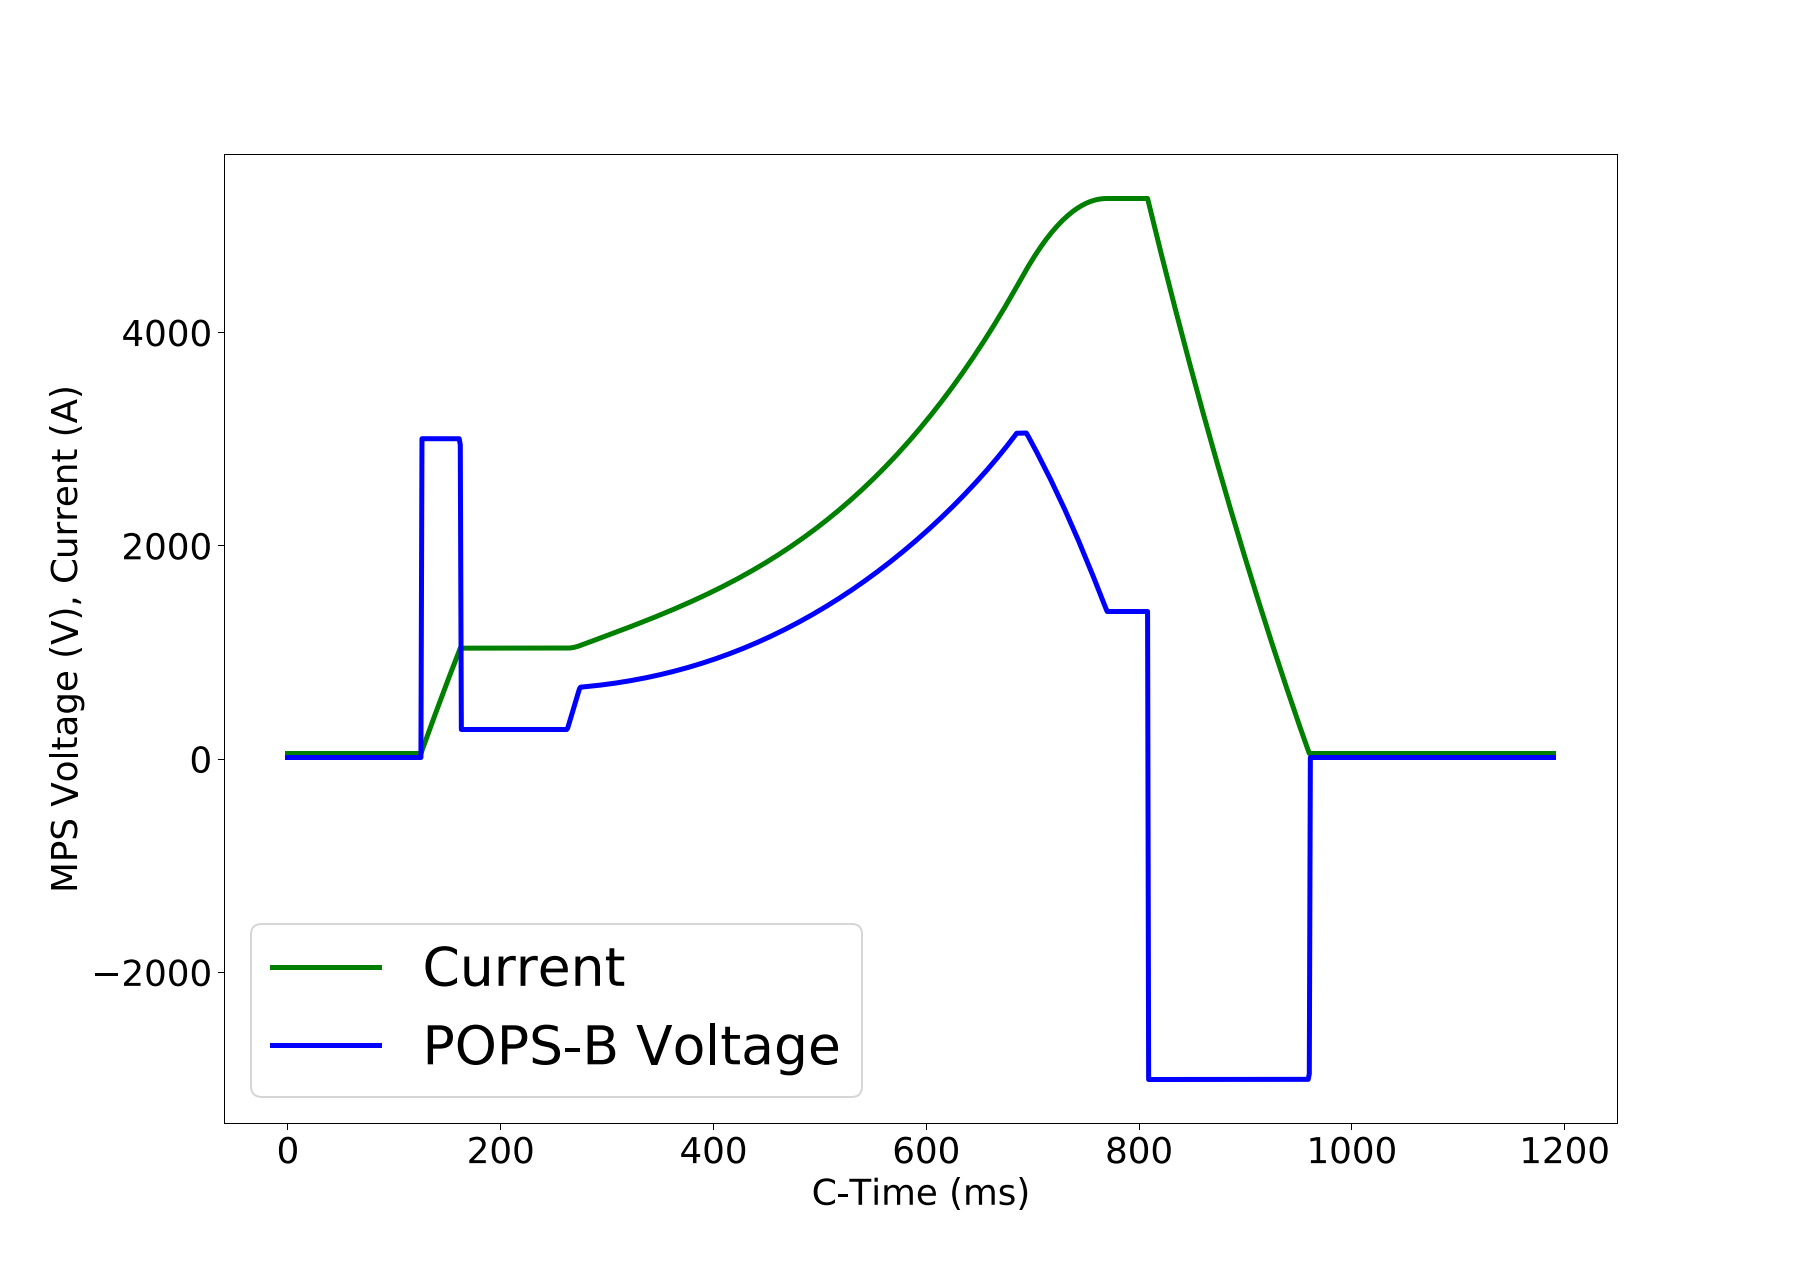 MPS Voltage (V), Current (A)
4000
2000
0
−2000
Current
POPS-B Voltage
0 200 400 600 800 1000 1200
C-Time (ms)